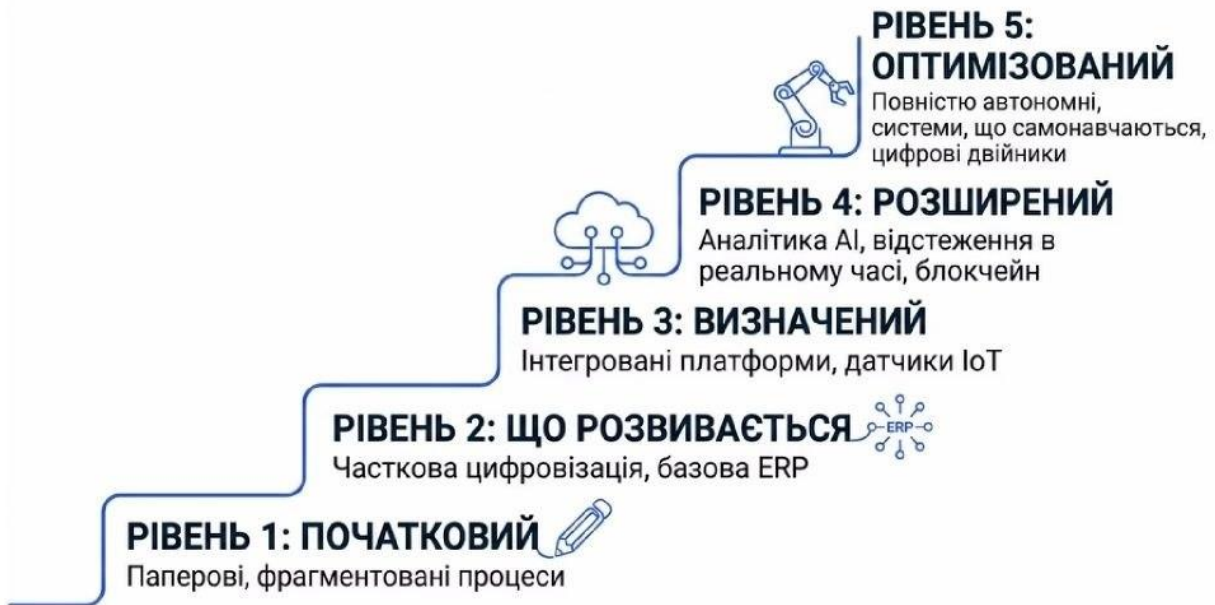 РІВЕНЬ 5:
ОПТИМІЗОВАНИЙ
Повністю автономні,
системи, що самонавчаються,
цифрові двійники
РІВЕНЬ 4: РОЗШИРЕНИЙ
Аналітика AI, відстеження в
реальному часі, блокчейн
РІВЕНЬ 3: ВИЗНАЧЕНИЙ
Інтегровані платформи, датчики IoT
РІВЕНЬ 2: ЩО РОЗВИВАЄТЬСЯ
ERP
Часткова цифровізація, базова ERP
РІВЕНЬ 1: ПОЧАТКОВИЙ
Паперові, фрагментовані процеси